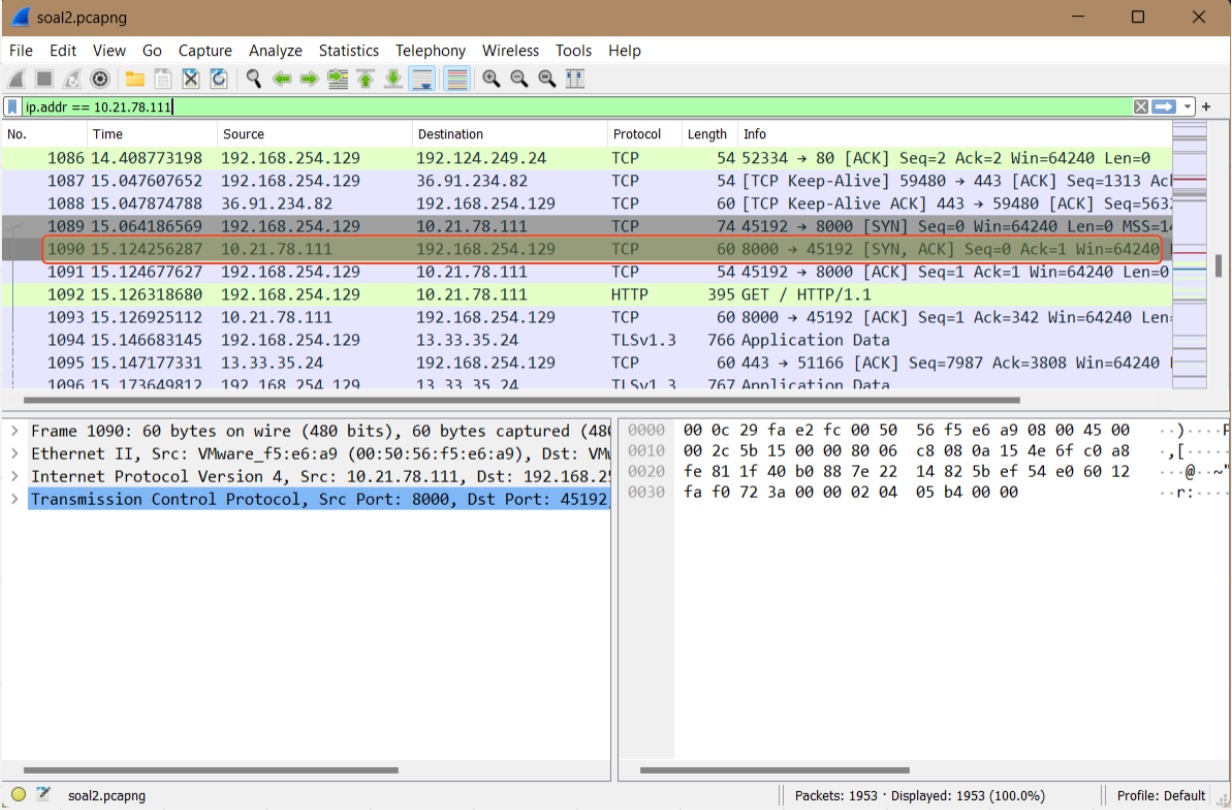 soal2.pcapng
File Edit View Go Capture Analyze Statistics Telephony Wireless Tools Help
ip.addr == 10.21.78.111
No. Time Source Destination Protocol Length Info
1086 14.408773198 192.168.254.129 192.124.249.24 TCP 54 52334 → 80 [ACK] Seq=2 Ack=2 Win=64240 Len=0
1087 15.047607652 192.168.254.129 36.91.234.82 TCP 54 [TCP Keep-Alive] 59480 → 443 [ACK] Seq=1313 Ac
1088 15.047874788 36.91.234.82 192.168.254.129 TCP 60 [TCP Keep-Alive ACK] 443 → 59480 [ACK] Seq=563
1089 15.064186569 192.168.254.129 10.21.78.111 TCP 74 45192 → 8000 [SYN] Seq=0 Win=64240 Len=0 MSS=1
1090 15.124256287 10.21.78.111 192.168.254.129 TCP 60 8000 → 45192 [SYN, ACK] Seq=0 Ack=1 Win=64240
1091 15.124677627 192.168.254.129 10.21.78.111 TCP 54 45192 → 8000 [ACK] Seq=1 Ack=1 Win=64240 Len=0
1092 15.126318680 192.168.254.129 10.21.78.111 HTTP 395 GET / HTTP/1.1
1093 15.126925112 10.21.78.111 192.168.254.129 TCP 60 8000 → 45192 [ACK] Seq=1 Ack=342 Win=64240 Len
1094 15.146683145 192.168.254.129 13.33.35.24 TLSv1.3 766 Application Data
1095 15.147177331 13.33.35.24 192.168.254.129 TCP 60 443 → 51166 [ACK] Seq=7987 Ack=3808 Win=64240
1096 15.173649812 192.168.254.129 13.33.35.24 TLSv1.3 767 Application Data
Frame 1090: 60 bytes on wire (480 bits), 60 bytes captured (48
Ethernet II, Src: VMware_f5:e6:a9 (00:50:56:f5:e6:a9), Dst: VM
Internet Protocol Version 4, Src: 10.21.78.111, Dst: 192.168.2
Transmission Control Protocol, Src Port: 8000, Dst Port: 45192
0000 00 0c 29 fa e2 fc 00 50 56 f5 e6 a9 08 00 45 00 ··)····P
0010 00 2c 5b 15 00 00 80 06 c8 08 0a 15 4e 6f c0 a8 ·,[·····
0020 fe 81 1f 40 b0 88 7e 22 14 82 5b ef 54 e0 60 12 ···@··~"
0030 fa f0 72 3a 00 00 02 04 05 b4 00 00 ··r:····
soal2.pcapng
Packets: 1953 · Displayed: 1953 (100.0%)
Profile: Default